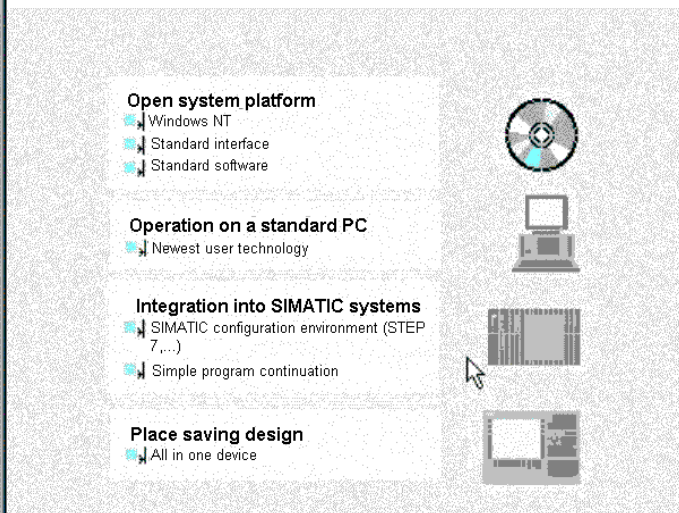 Open system platform
Windows NT
Standard interface
Standard software
Operation on a standard PC
Newest user technology
Integration into SIMATIC systems
SIMATIC configuration environment (STEP
7,...)
Simple program continuation
Place saving design
All in one device